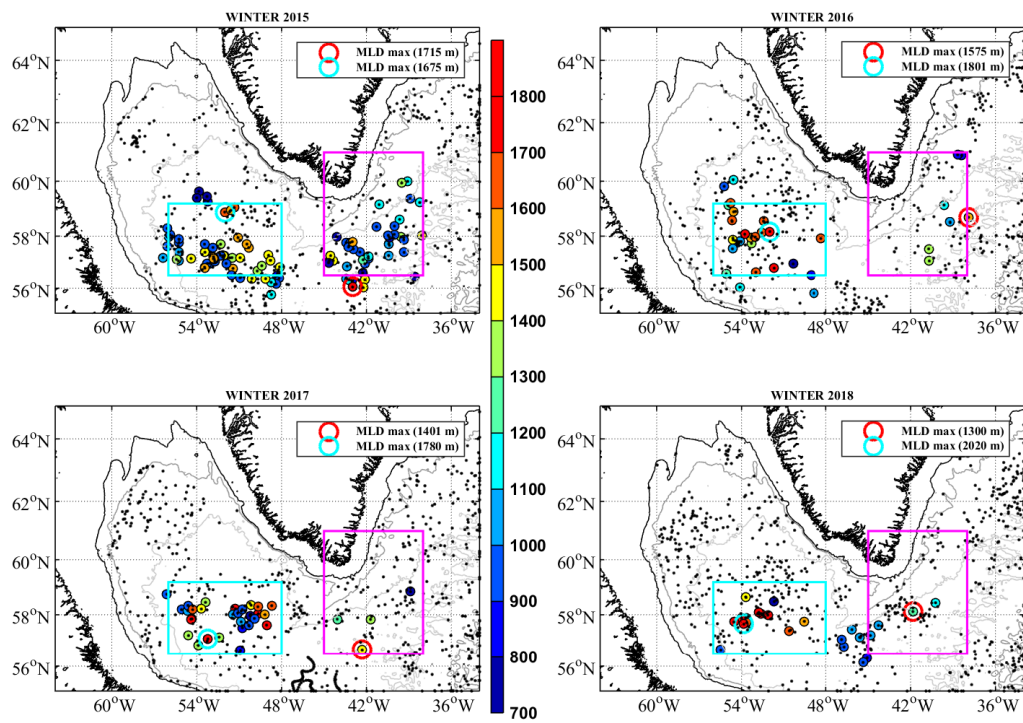 WINTER 2015
MLD max (1715 m)
MLD max (1675 m)
64°N
62°N
60°N
58°N
56°N
60°W
54°W
48°W
42°W
36°W
WINTER 2016
MLD max (1575 m)
MLD max (1801 m)
64°N
62°N
60°N
58°N
56°N
60°W
54°W
48°W
42°W
36°W
1800
1700
1600
1500
1400
1300
1200
1100
1000
900
800
700
WINTER 2017
MLD max (1401 m)
MLD max (1780 m)
64°N
62°N
60°N
58°N
56°N
60°W
54°W
48°W
42°W
36°W
WINTER 2018
MLD max (1300 m)
MLD max (2020 m)
64°N
62°N
60°N
58°N
56°N
60°W
54°W
48°W
42°W
36°W